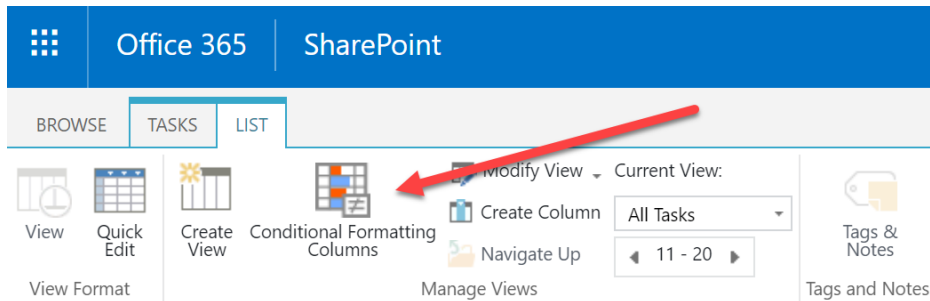 Office 365
SharePoint
BROWSE
TASKS
LIST
View
Quick
Edit
Create
View
Conditional Formatting
Columns
Modify View
Create Column
Navigate Up
Current View:
All Tasks
11 - 20
Tags &
Notes
View Format
Manage Views
Tags and Notes